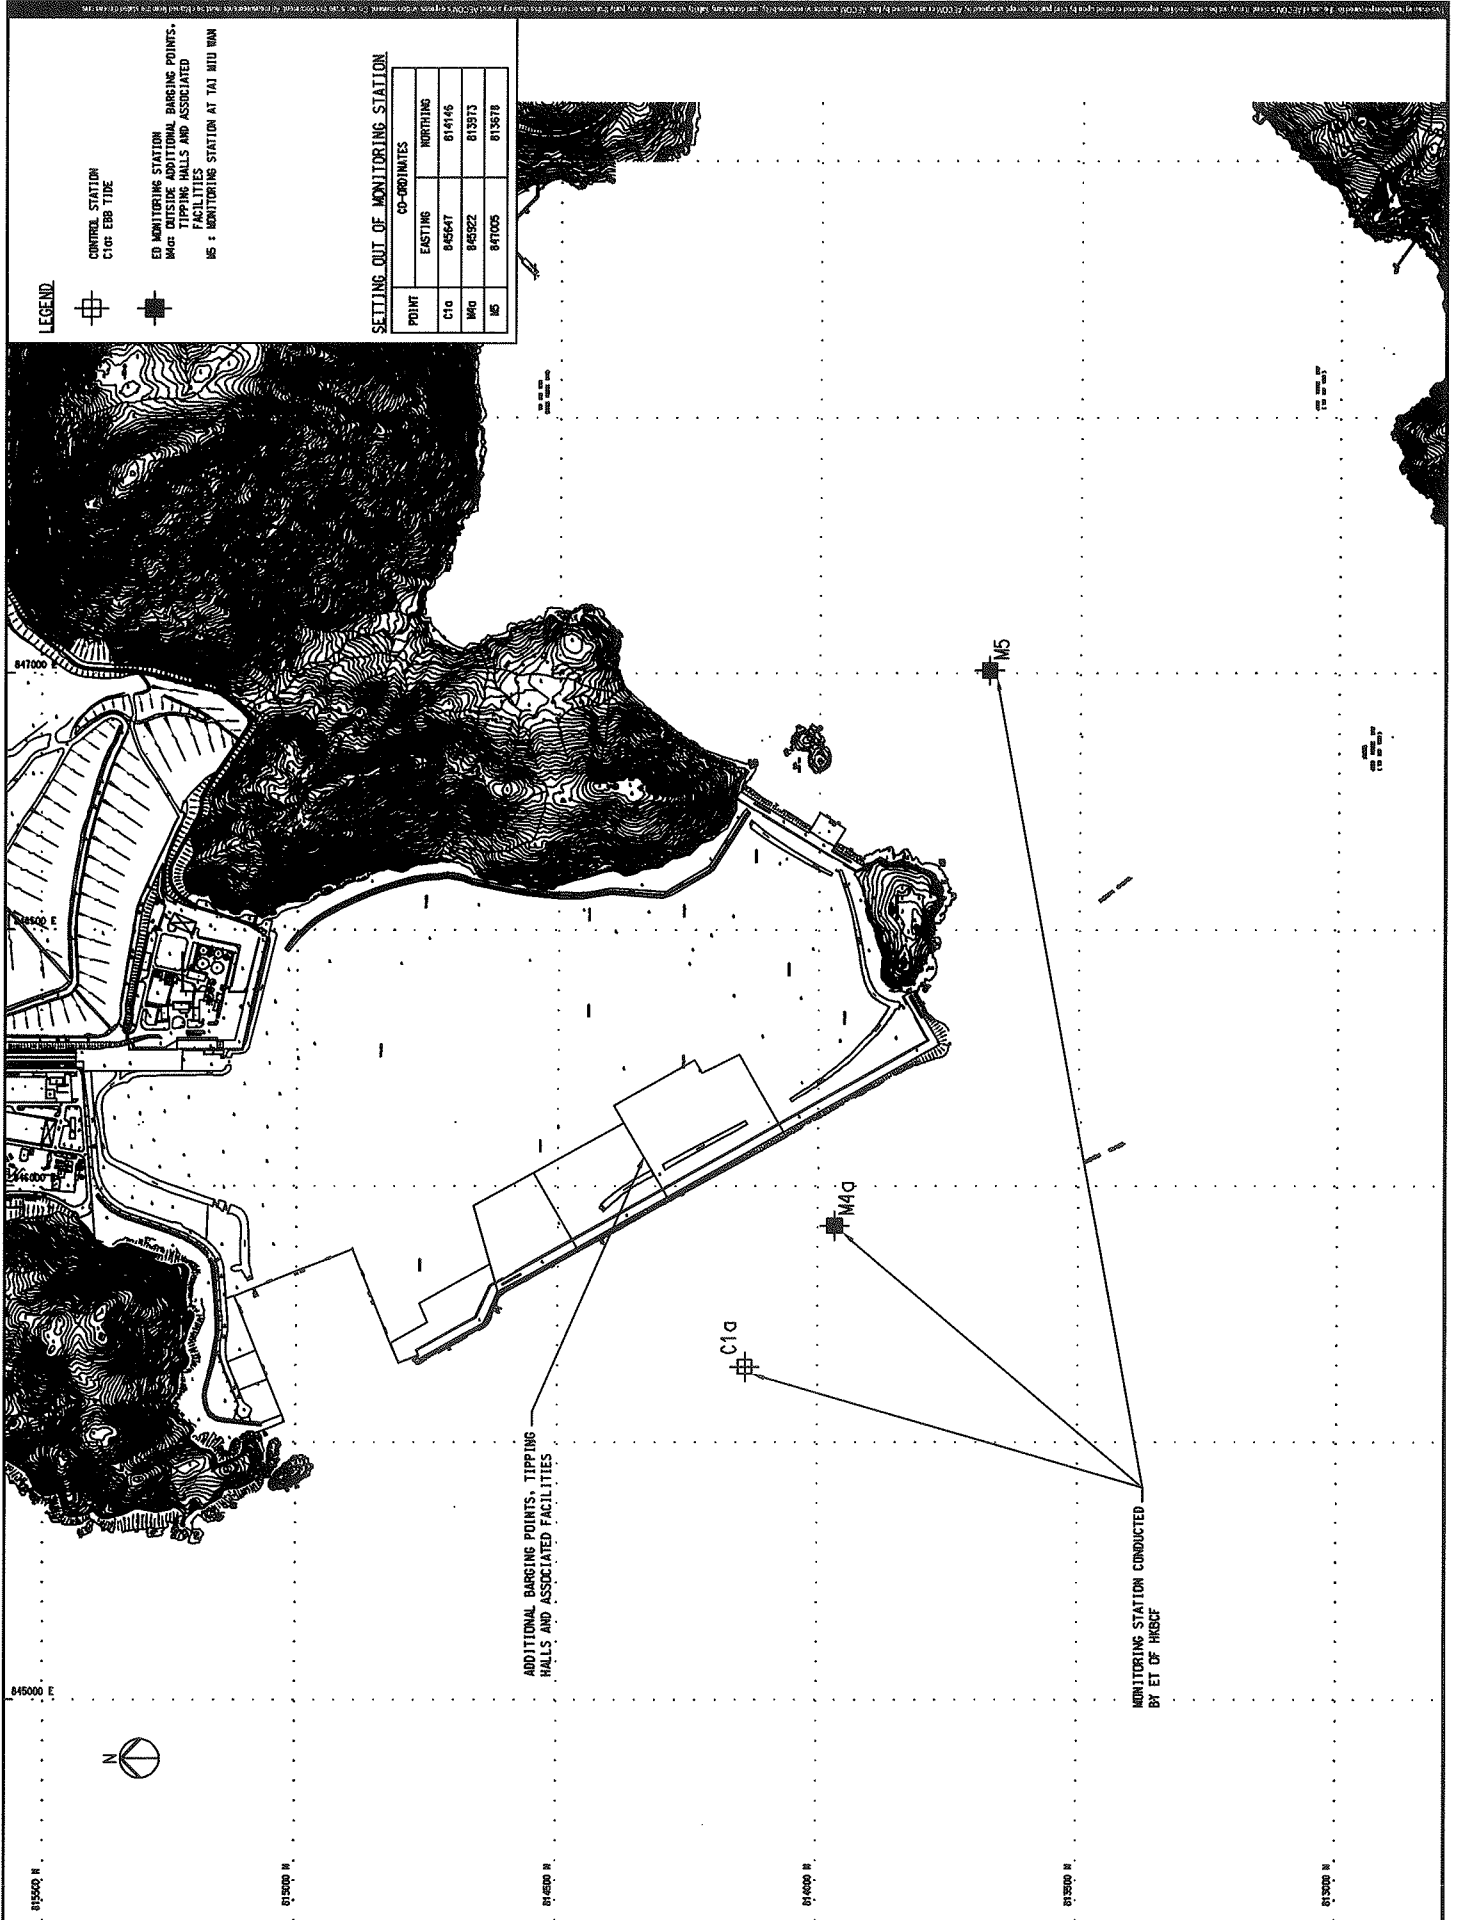 LEGEND
CONTROL STATION
C1a: EBB TIDE
ED MONITORING STATION
M4a: OUTSIDE ADDITIONAL BARGING POINTS,
TIPPING HALLS AND ASSOCIATED
FACILITIES
M5 : MONITORING STATION AT TAI MIU WAN
SETTING OUT OF MONITORING STATION
POINT CO-ORDINATES
EASTING NORTHING
C1a 845647 814146
M4a 845922 813973
M5 847005 813678
847000 E
846500 E
846000 E
845000 E
N
815500 N
815000 N
814500 N
814000 N
813500 N
813000 N
C1a
M4a
M5
ADDITIONAL BARGING POINTS, TIPPING
HALLS AND ASSOCIATED FACILITIES
MONITORING STATION CONDUCTED
BY ET OF HKBCF